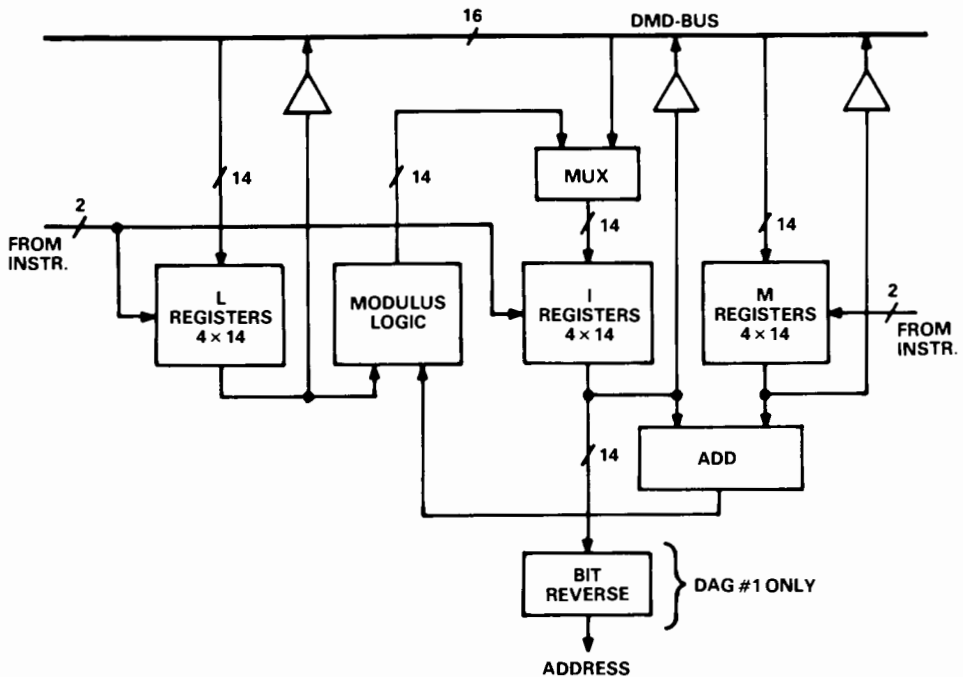 16
DMD-BUS
14
14
MUX
2
14
14
FROM
INSTR.
L
REGISTERS
4 × 14
MODULUS
LOGIC
I
REGISTERS
4 × 14
M
REGISTERS
4 × 14
2
FROM
INSTR.
14
ADD
BIT
REVERSE
DAG #1 ONLY
ADDRESS